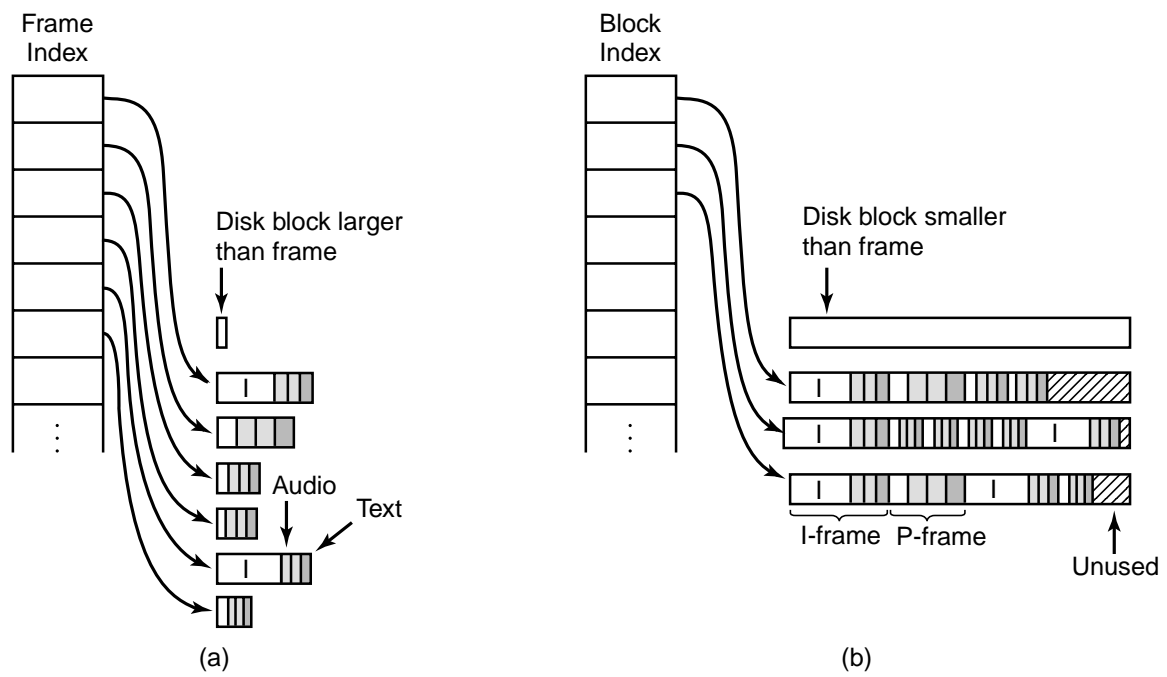 Frame
Index
Disk block larger
than frame
I
Audio
Text
I
(a)
Block
Index
Disk block smaller
than frame
I
I
I
I
I
I-frame
P-frame
Unused
(b)